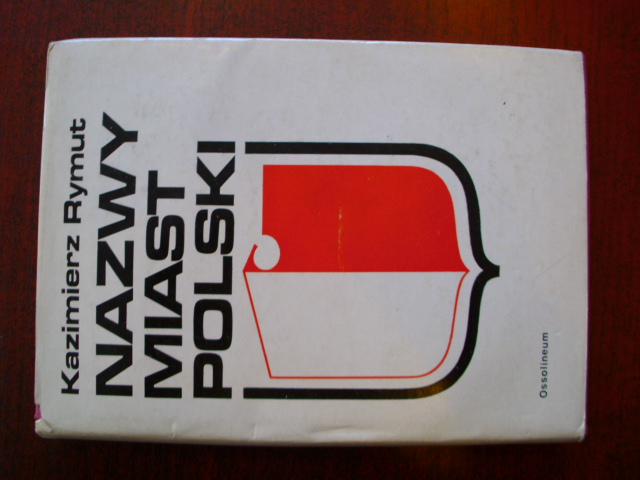 Kazimierz Rymut
NAZWY
MIAST
POLSKI
Ossolineum